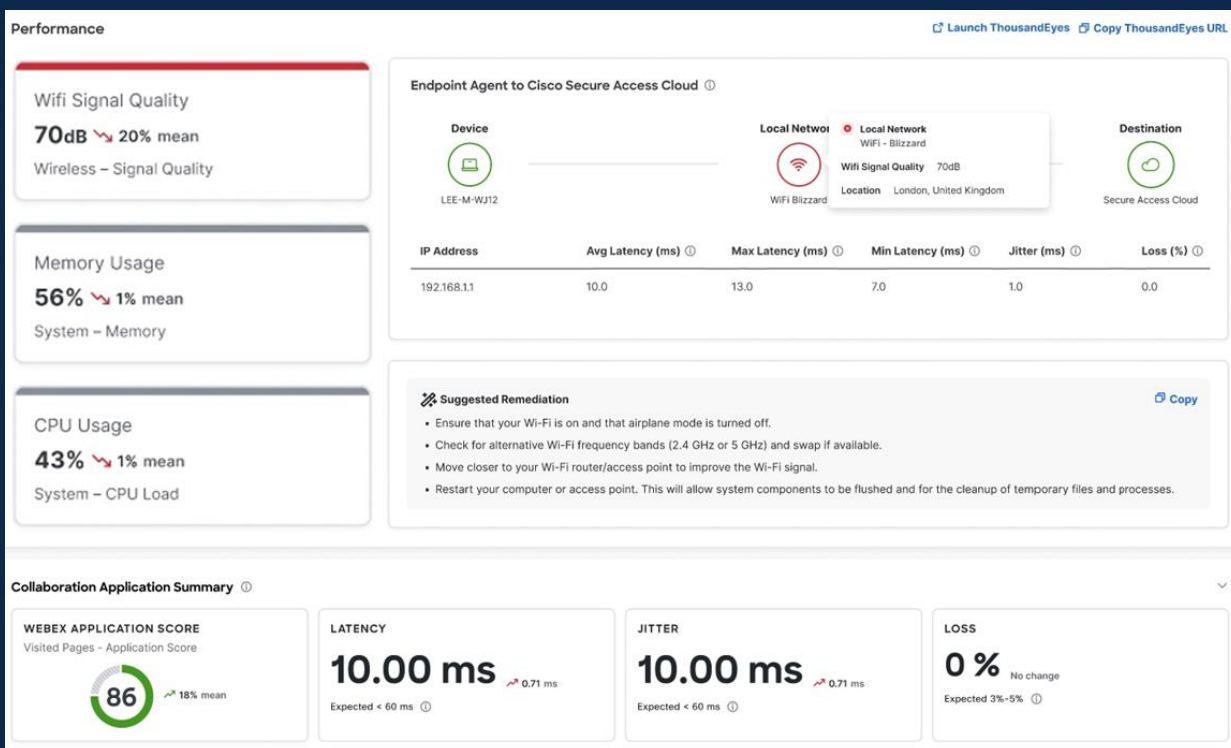 Performance
Launch ThousandEyes Copy ThousandEyes URL
Wifi Signal Quality
70dB 20% mean
Wireless – Signal Quality
Memory Usage
56% 1% mean
System – Memory
CPU Usage
43% 1% mean
System – CPU Load
Endpoint Agent to Cisco Secure Access Cloud
Device
LEE-M-WJ12
Local Networ
WiFi Blizzard
Local Network
WiFi - Blizzard
Wifi Signal Quality 70dB
Location London, United Kingdom
Destination
Secure Access Cloud
IP Address Avg Latency (ms) Max Latency (ms) Min Latency (ms) Jitter (ms) Loss (%)
192.168.1.1 10.0 13.0 7.0 1.0 0.0
Suggested Remediation
Copy
• Ensure that your Wi-Fi is on and that airplane mode is turned off.
• Check for alternative Wi-Fi frequency bands (2.4 GHz or 5 GHz) and swap if available.
• Move closer to your Wi-Fi router/access point to improve the Wi-Fi signal.
• Restart your computer or access point. This will allow system components to be flushed and for the cleanup of temporary files and processes.
Collaboration Application Summary
WEBEX APPLICATION SCORE
Visited Pages - Application Score
86 18% mean
LATENCY
10.00 ms 0.71 ms
Expected < 60 ms
JITTER
10.00 ms 0.71 ms
Expected < 60 ms
LOSS
0 % No change
Expected 3%-5%